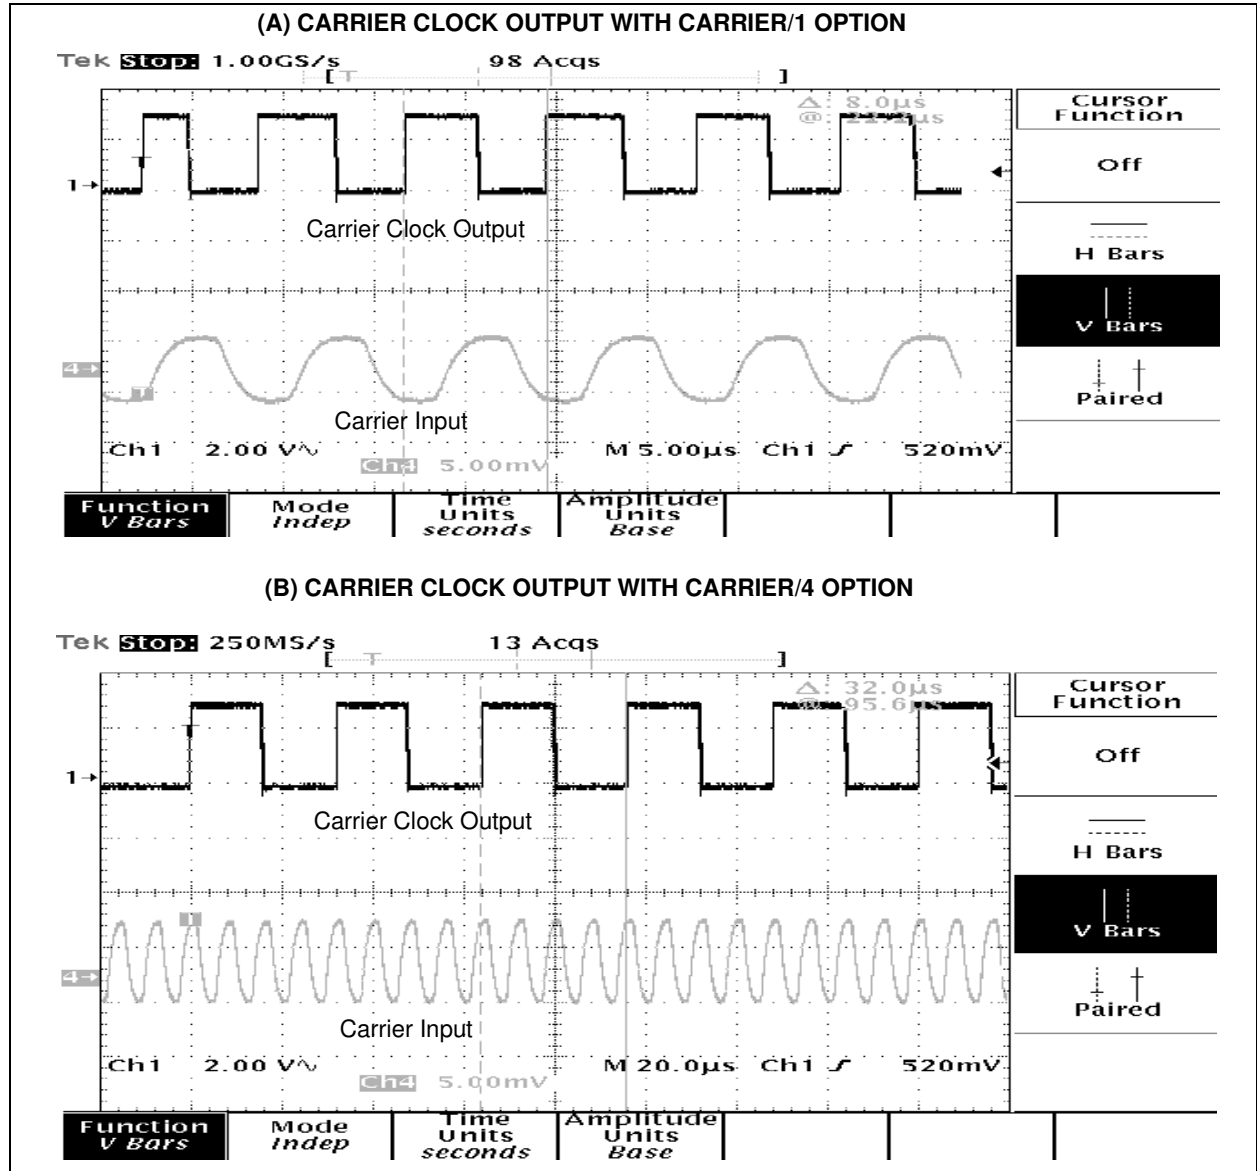 (A) CARRIER CLOCK OUTPUT WITH CARRIER/1 OPTION
Tek Stop: 1.00GS/s 98 Acqs
[ T ]
Δ: 8.0µs
@:
1→
Carrier Clock Output
4→
T
Carrier Input
Ch1 2.00 V∿ M 5.00µs Ch1 ƒ 520mV
Ch4 5.00mV
Cursor
Function
Off
H Bars
V Bars
Paired
Function
V Bars
Mode
Indep
Time
Units
seconds
Amplitude
Units
Base
(B) CARRIER CLOCK OUTPUT WITH CARRIER/4 OPTION
Tek Stop: 250MS/s 13 Acqs
[ T ]
Δ: 32.0µs
@: 95.6µs
1→
Carrier Clock Output
T
4→
Carrier Input
Ch1 2.00 V∿ M 20.0µs Ch1 ƒ 520mV
Ch4 5.00mV
Cursor
Function
Off
H Bars
V Bars
Paired
Function
V Bars
Mode
Indep
Time
Units
seconds
Amplitude
Units
Base